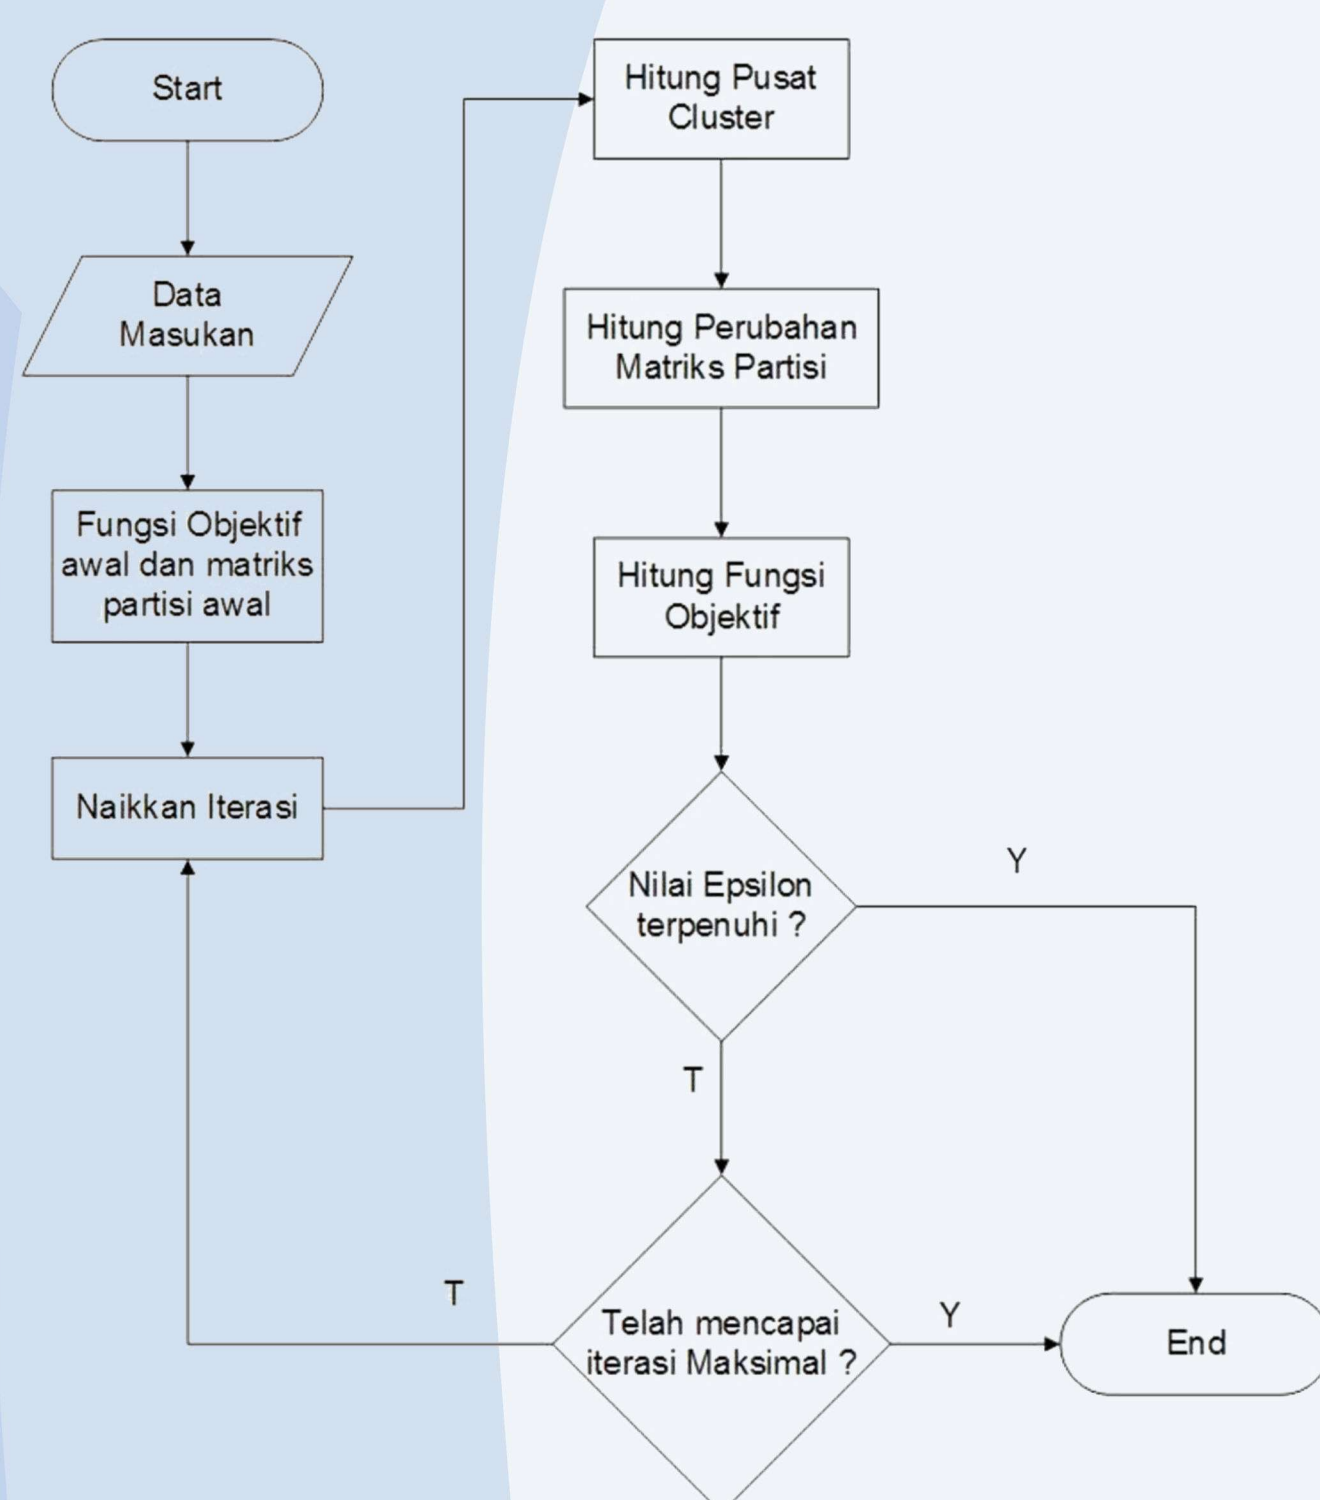 Start
Data
Masukan
Fungsi Objektif
awal dan matriks
partisi awal
Naikkan Iterasi
Hitung Pusat
Cluster
Hitung Perubahan
Matriks Partisi
Hitung Fungsi
Objektif
Nilai Epsilon
terpenuhi ?
Y
T
Telah mencapai
iterasi Maksimal ?
T
Y
End